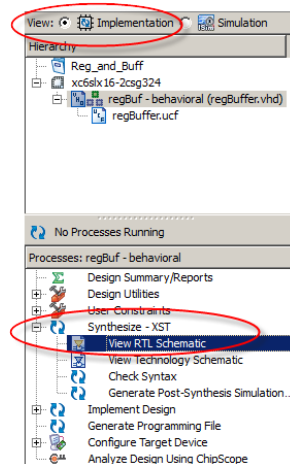 View: Implementation Simulation
Hierarchy
Reg_and_Buff
xc6slx16-2csg324
regBuf - behavioral (regBuffer.vhd)
regBuffer.ucf
No Processes Running
Processes: regBuf - behavioral
Design Summary/Reports
Design Utilities
User Constraints
Synthesize - XST
View RTL Schematic
View Technology Schematic
Check Syntax
Generate Post-Synthesis Simulation...
Implement Design
Generate Programming File
Configure Target Device
Analyze Design Using ChipScope